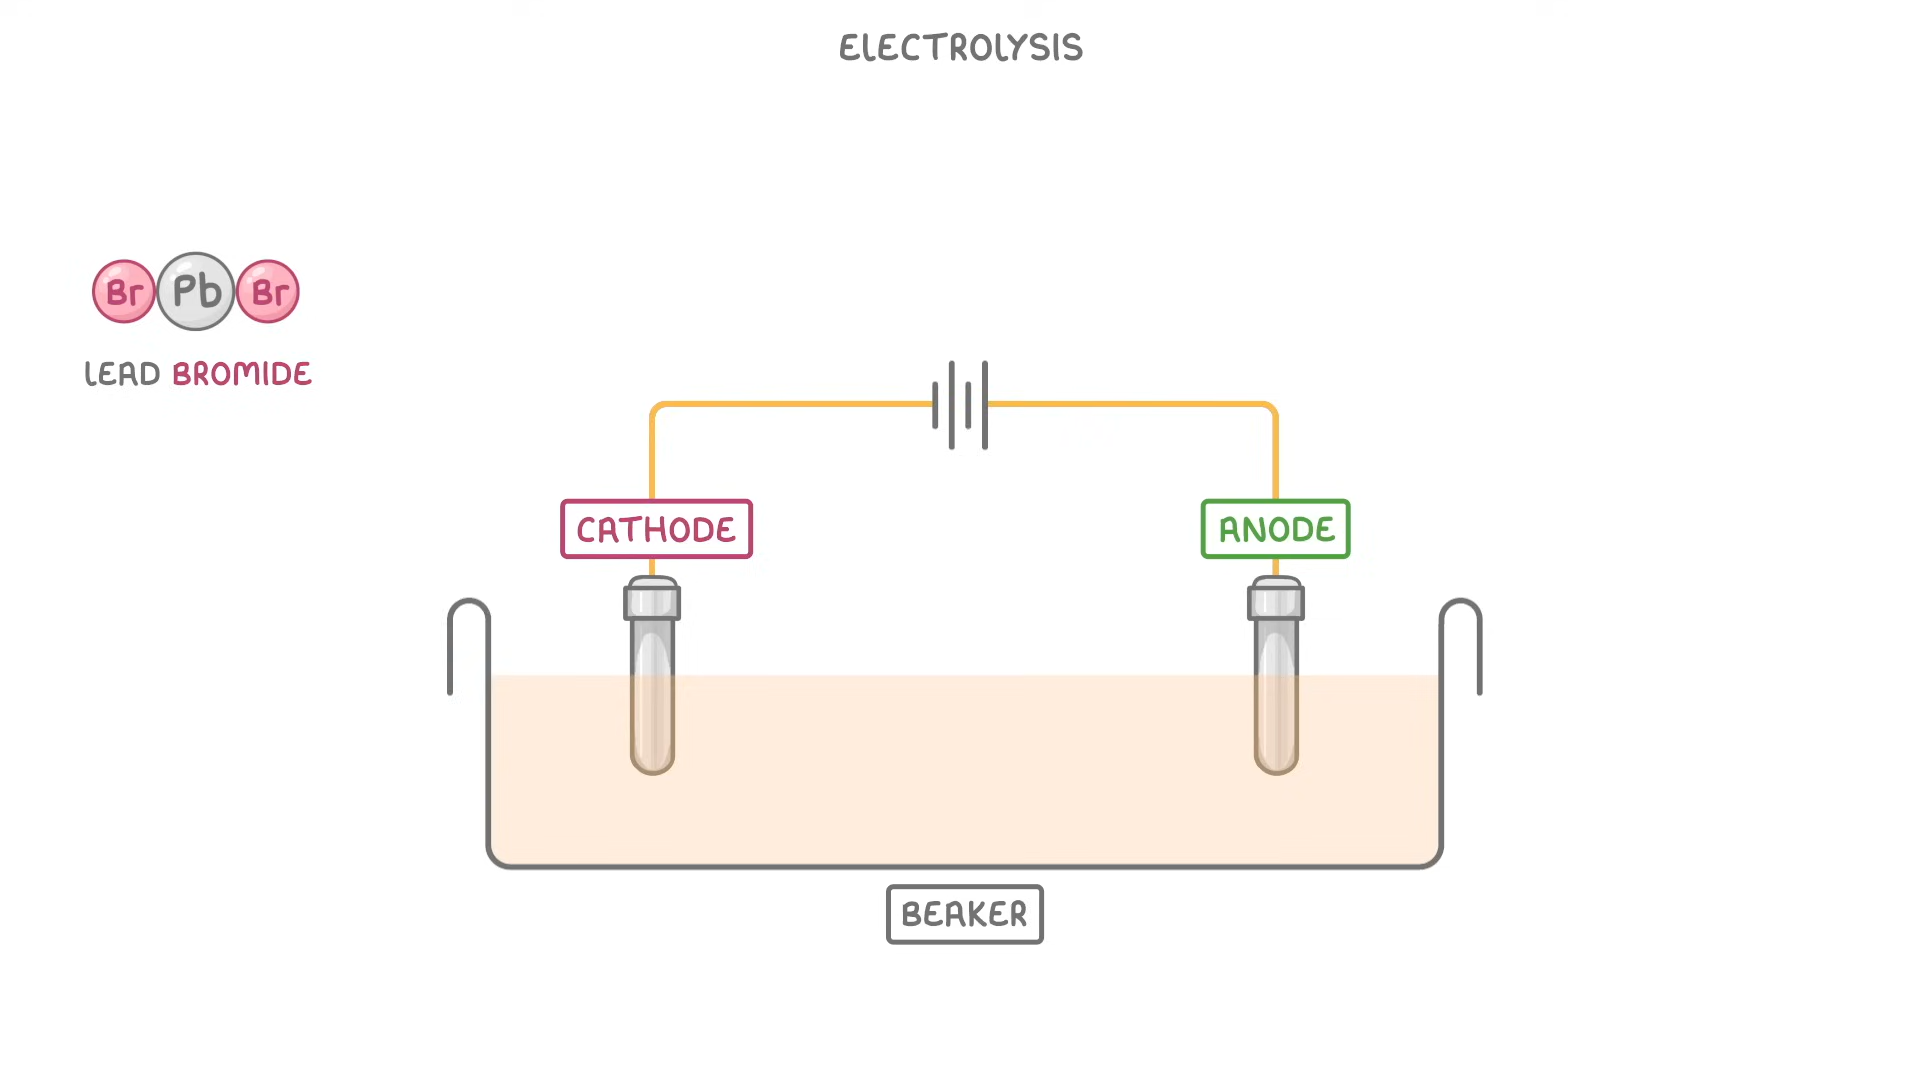 ELECTROLYSIS
Br Pb Br
LEAD BROMIDE
CATHODE
ANODE
BEAKER